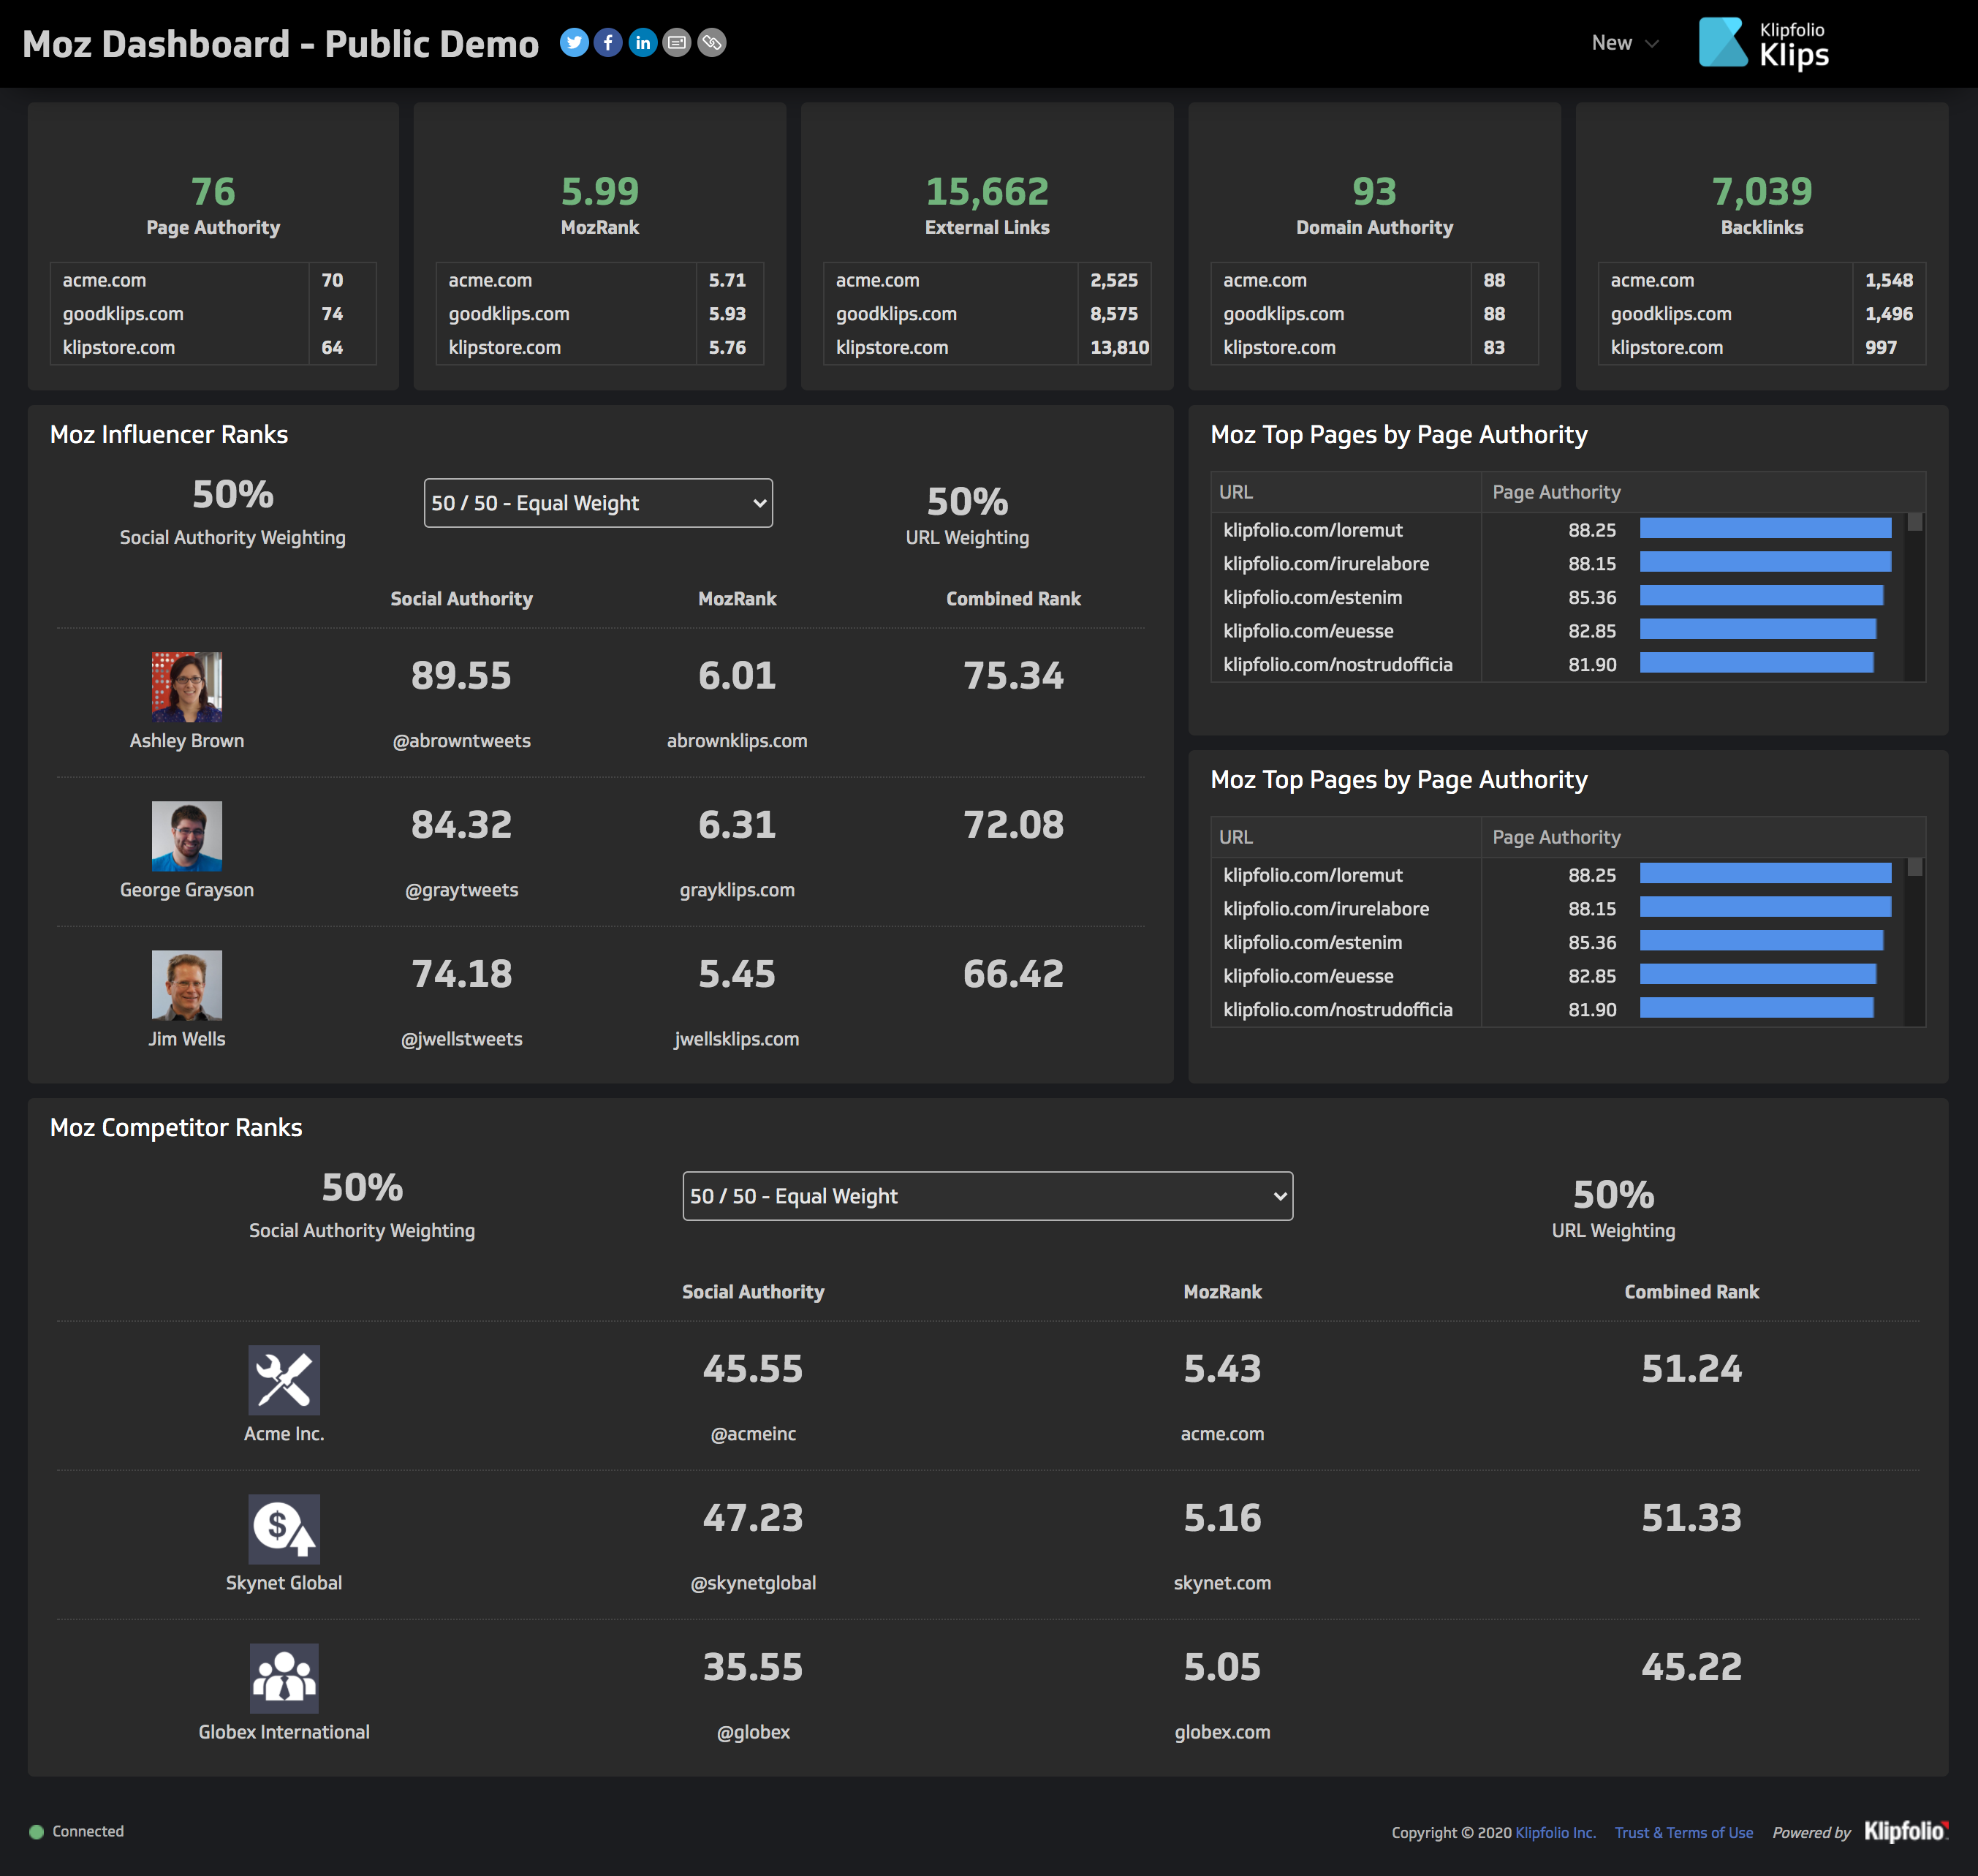 Moz Dashboard - Public Demo
New
Klipfolio
Klips
76
Page Authority
acme.com 70
goodklips.com 74
klipstore.com 64
5.99
MozRank
acme.com 5.71
goodklips.com 5.93
klipstore.com 5.76
15,662
External Links
acme.com 2,525
goodklips.com 8,575
klipstore.com 13,810
93
Domain Authority
acme.com 88
goodklips.com 88
klipstore.com 83
7,039
Backlinks
acme.com 1,548
goodklips.com 1,496
klipstore.com 997
Moz Influencer Ranks
50%
Social Authority Weighting
50 / 50 - Equal Weight
50%
URL Weighting
Social Authority MozRank Combined Rank
89.55 6.01 75.34
Ashley Brown @abrowntweets abrownklips.com
84.32 6.31 72.08
George Grayson @graytweets grayklips.com
74.18 5.45 66.42
Jim Wells @jwellstweets jwellsklips.com
Moz Top Pages by Page Authority
URL Page Authority
klipfolio.com/loremut 88.25
klipfolio.com/irurelabore 88.15
klipfolio.com/estenim 85.36
klipfolio.com/euesse 82.85
klipfolio.com/nostrudofficia 81.90
Moz Top Pages by Page Authority
URL Page Authority
klipfolio.com/loremut 88.25
klipfolio.com/irurelabore 88.15
klipfolio.com/estenim 85.36
klipfolio.com/euesse 82.85
klipfolio.com/nostrudofficia 81.90
Moz Competitor Ranks
50%
Social Authority Weighting
50 / 50 - Equal Weight
50%
URL Weighting
Social Authority MozRank Combined Rank
45.55 5.43 51.24
Acme Inc. @acmeinc acme.com
47.23 5.16 51.33
Skynet Global @skynetglobal skynet.com
35.55 5.05 45.22
Globex International @globex globex.com
Connected
Copyright © 2020 Klipfolio Inc. Trust & Terms of Use Powered by Klipfolio